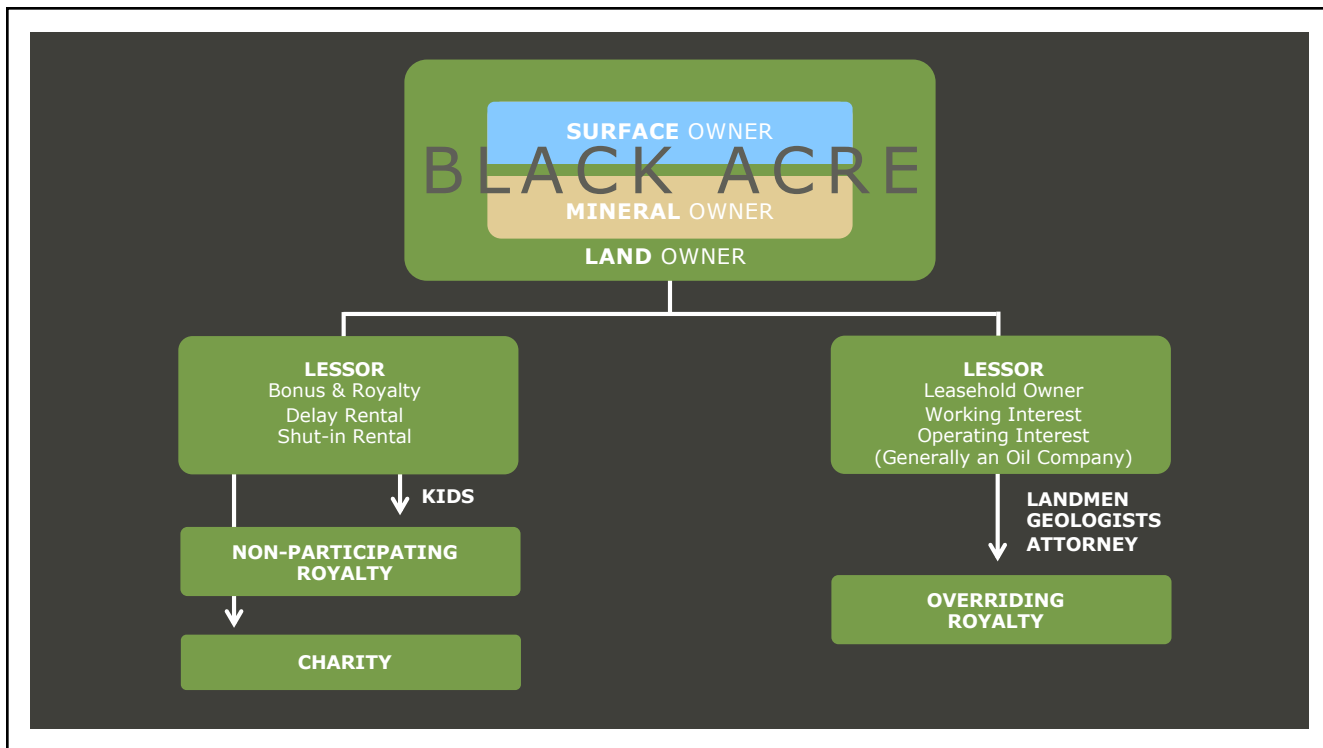 SURFACE OWNER
BLACK ACRE
MINERAL OWNER
LAND OWNER
LESSOR
Bonus & Royalty
Delay Rental
Shut-in Rental
KIDS
NON-PARTICIPATING
ROYALTY
CHARITY
LESSOR
Leasehold Owner
Working Interest
Operating Interest
(Generally an Oil Company)
LANDMEN
GEOLOGISTS
ATTORNEY
OVERRIDING
ROYALTY